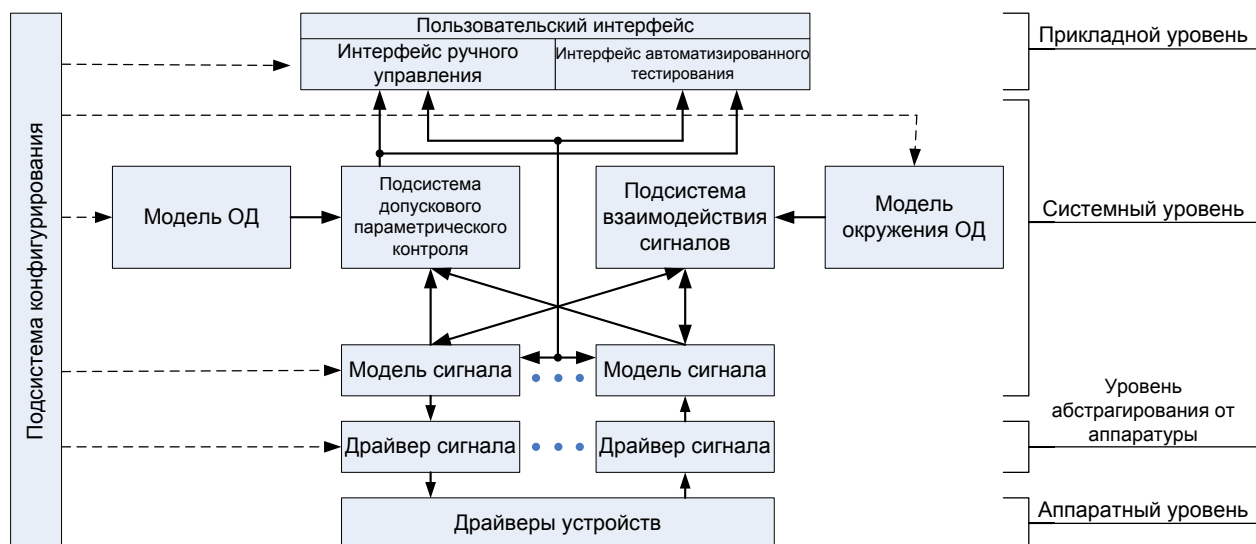 Пользовательский интерфейс
Интерфейс ручного
управления
Интерфейс автоматизированного
тестирования
Прикладной уровень
Подсистема конфигурирования
Модель ОД
Подсистема
допускового
параметрического
контроля
Подсистема
взаимодействия
сигналов
Модель
окружения ОД
Системный уровень
Модель сигнала
Модель сигнала
Уровень
абстрагирования от
аппаратуры
Драйвер сигнала
Драйвер сигнала
Драйверы устройств
Аппаратный уровень